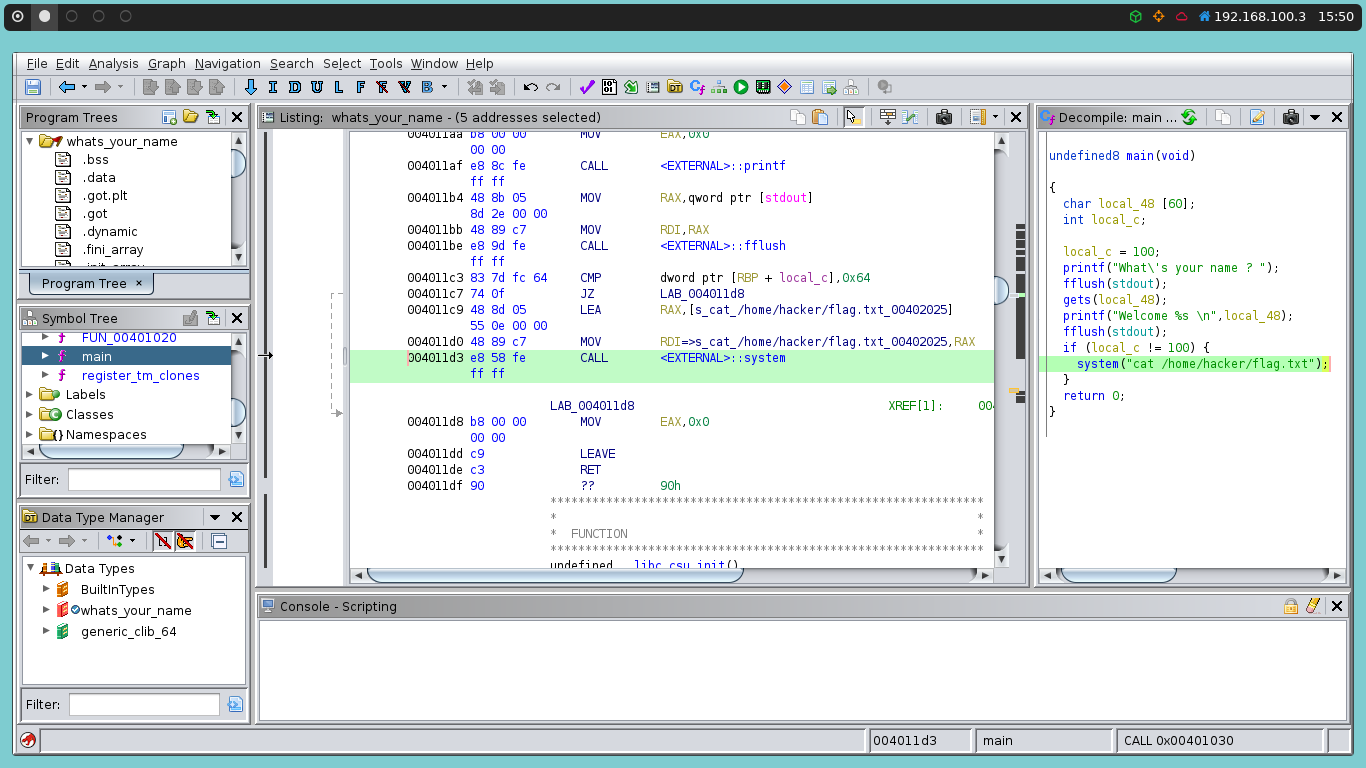 192.168.100.3 15:50
File Edit Analysis Graph Navigation Search Select Tools Window Help
I D U L F R V B
Program Trees
whats_your_name
.bss
.data
.got.plt
.got
.dynamic
.fini_array
Program Tree ×
Symbol Tree
FUN_00401020
main
register_tm_clones
Labels
Classes
Namespaces
Filter:
Data Type Manager
Data Types
BuiltInTypes
whats_your_name
generic_clib_64
Filter:
Listing: whats_your_name - (5 addresses selected)
004011aa b8 00 00 MOV EAX,0x0
00 00
004011af e8 8c fe CALL <EXTERNAL>::printf
ff ff
004011b4 48 8b 05 MOV RAX,qword ptr [stdout]
8d 2e 00 00
004011bb 48 89 c7 MOV RDI,RAX
004011be e8 9d fe CALL <EXTERNAL>::fflush
ff ff
004011c3 83 7d fc 64 CMP dword ptr [RBP + local_c],0x64
004011c7 74 0f JZ LAB_004011d8
004011c9 48 8d 05 LEA RAX,[s_cat_/home/hacker/flag.txt_00402025]
55 0e 00 00
004011d0 48 89 c7 MOV RDI=>s_cat_/home/hacker/flag.txt_00402025,RAX
004011d3 e8 58 fe CALL <EXTERNAL>::system
ff ff
LAB_004011d8 XREF[1]: 004
004011d8 b8 00 00 MOV EAX,0x0
00 00
004011dd c9 LEAVE
004011de c3 RET
004011df 90 ?? 90h
**************************************************************
* *
* FUNCTION *
**************************************************************
undefined __libc_csu_init()
Decompile: main ...
undefined8 main(void)
{
char local_48 [60];
int local_c;
local_c = 100;
printf("What\'s your name ? ");
fflush(stdout);
gets(local_48);
printf("Welcome %s \n",local_48);
fflush(stdout);
if (local_c != 100) {
system("cat /home/hacker/flag.txt");
}
return 0;
}
Console - Scripting
004011d3 main CALL 0x00401030